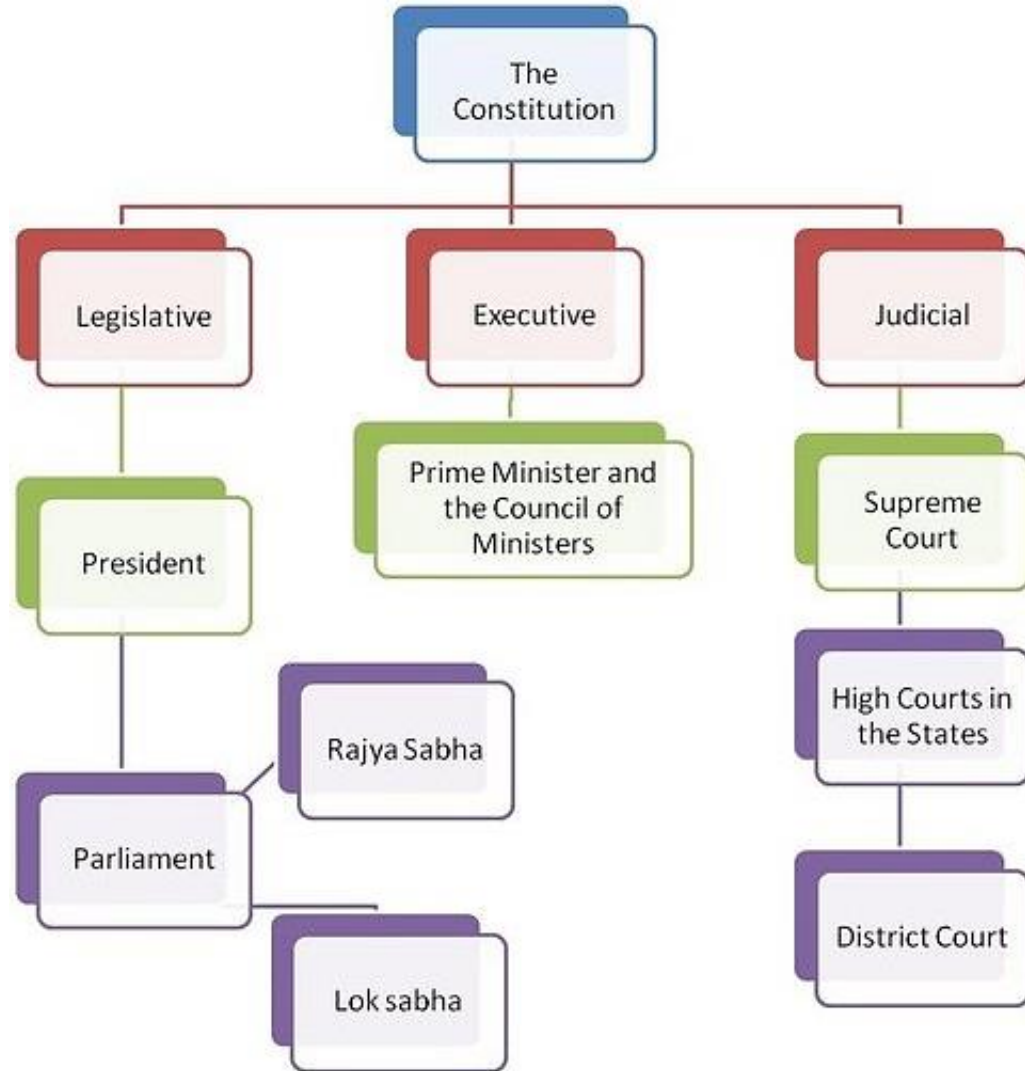 The
Constitution
Legislative
Executive
Judicial
President
Prime Minister and
the Council of
Ministers
Supreme
Court
Rajya Sabha
High Courts in
the States
Parliament
Lok sabha
District Court